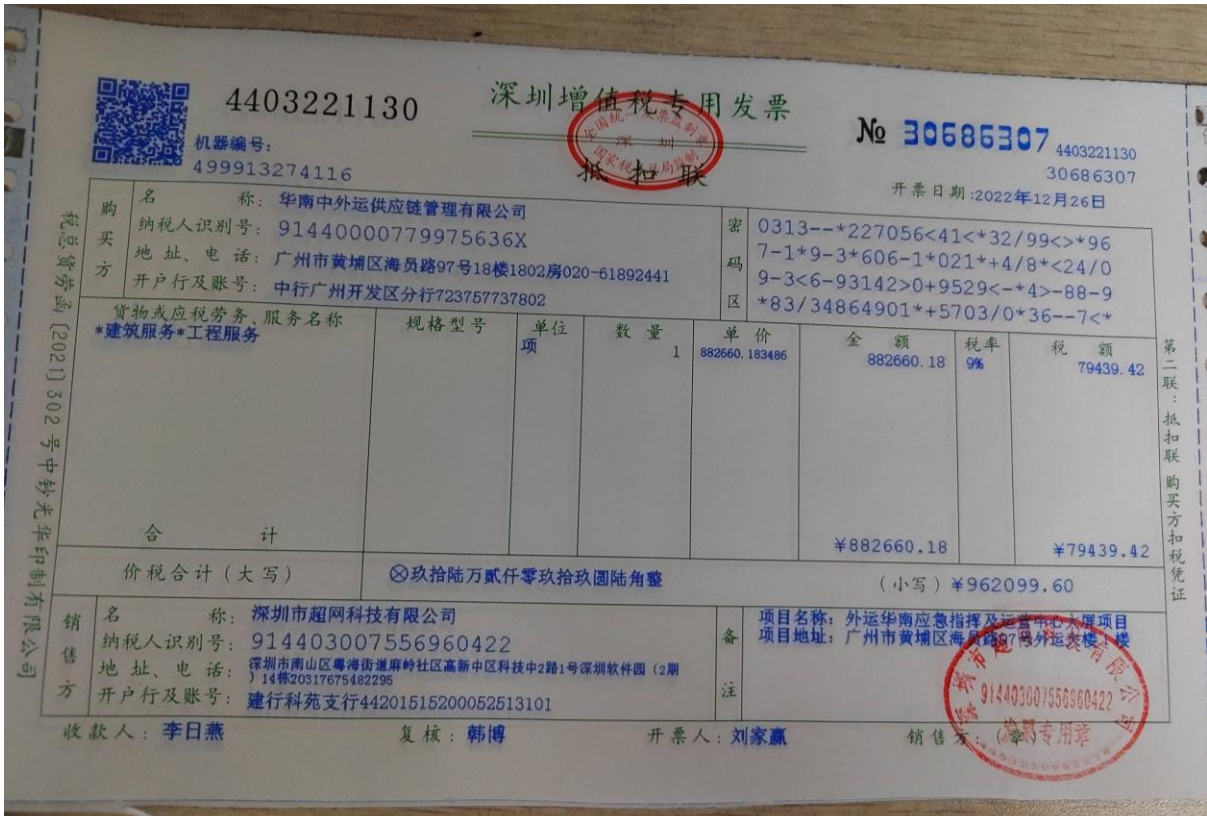 4403221130
深圳增值税专用发票
全国统一发票监制章
深圳
国家税务总局监制
抵扣联
№ 30686307
4403221130
30686307
机器编号:
499913274116
开票日期:2022年12月26日
购买方
名称: 华南中外运供应链管理有限公司
纳税人识别号: 91440000779975636X
地址、电话: 广州市黄埔区海员路97号18楼1802房020-61892441
开户行及账号: 中行广州开发区分行723757737802
密码区
0313--*227056<41<*32/99<>*96
7-1*9-3*606-1*021*+4/8*<24/0
9-3<6-93142>0+9529<-*4>-88-9
*83/34864901*+5703/0*36--7<*
货物或应税劳务、服务名称 规格型号 单位 数量 单价 金额 税率 税额
*建筑服务*工程服务 项 1 882660.183486 882660.18 9% 79439.42
合计 ¥882660.18 ¥79439.42
价税合计(大写) ⊗玖拾陆万贰仟零玖拾玖圆陆角整 (小写)¥962099.60
销售方
名称: 深圳市超网科技有限公司
纳税人识别号: 914403007556960422
地址、电话: 深圳市南山区粤海街道麻岭社区高新中区科技中2路1号深圳软件园(2期
)14栋20317675482295
开户行及账号: 建行科苑支行44201515200052513101
备注
项目名称: 外运华南应急指挥及运营中心大屏项目
项目地址: 广州市黄埔区海员路97号外运大楼
914403007556960422
发票专用章
收款人: 李日燕 复核: 韩博 开票人: 刘家赢 销售方:(章)
税总货劳函[2021]302号中钞光华印制有限公司
第二联:抵扣联 购买方扣税凭证